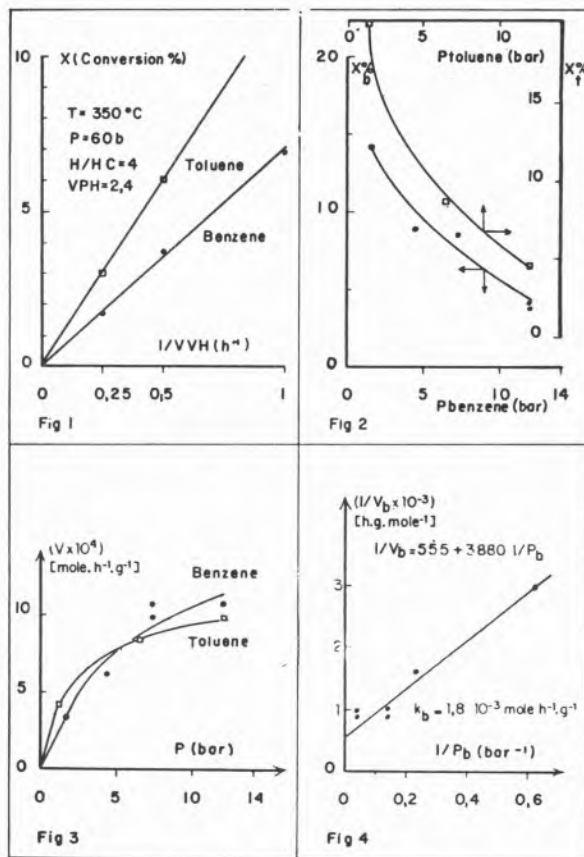 X (Conversion %)
10
5
0
T = 350 °C
P = 60 b
H/HC = 4
VPH = 2,4
Toluene
Benzene
1/VVH (h⁻¹)
0
0,25
0,5
1
Fig 1
0
5
10
14
Ptoluene (bar)
20
X%b
10
0
X%t
15
10
5
0
0
5
10
14
Pbenzene (bar)
Fig 2
(V x 10⁴)
[mole. h⁻¹. g⁻¹]
10
5
0
Benzene
Toluene
P (bar)
0
5
10
14
Fig 3
(1/Vb x 10⁻³)
[h. g. mole⁻¹]
1/Vb = 555 + 3880 1/Pb
3
2
1
0
kb = 1,8 10⁻³ mole h⁻¹. g⁻¹
1/Pb (bar⁻¹)
0
0,2
0,4
0,6
Fig 4